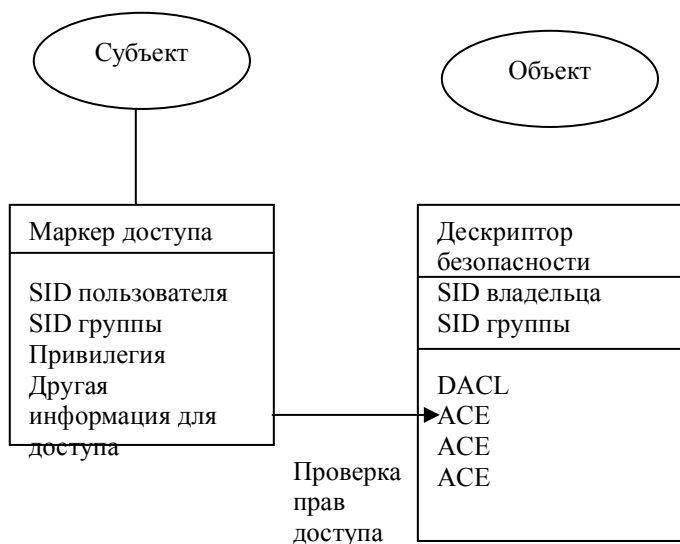 Субъект
Объект
Маркер доступа
SID пользователя
SID группы
Привилегия
Другая
информация для
доступа
Дескриптор
безопасности
SID владельца
SID группы
DACL
ACE
ACE
ACE
Проверка
прав
доступа